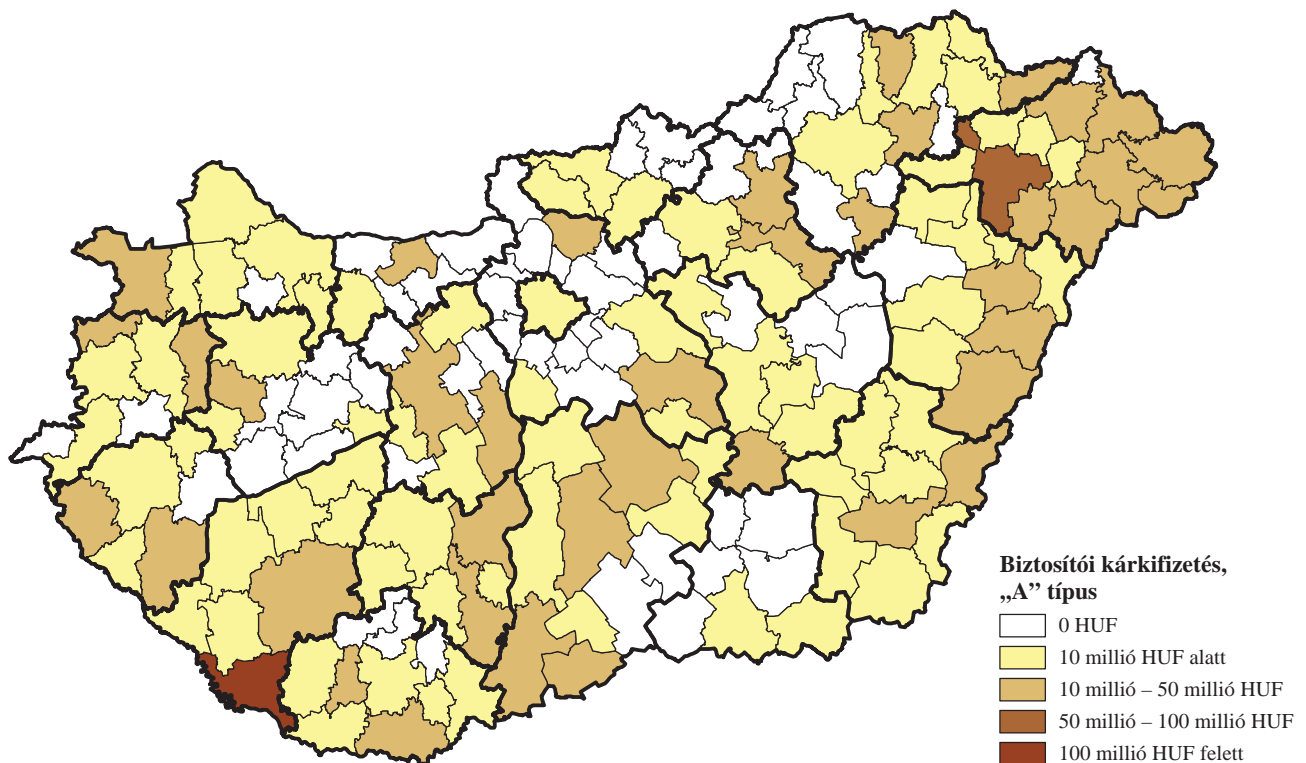 Biztosítói kárkifizetés,
„A” típus
0 HUF
10 millió HUF alatt
10 millió – 50 millió HUF
50 millió – 100 millió HUF
100 millió HUF felett